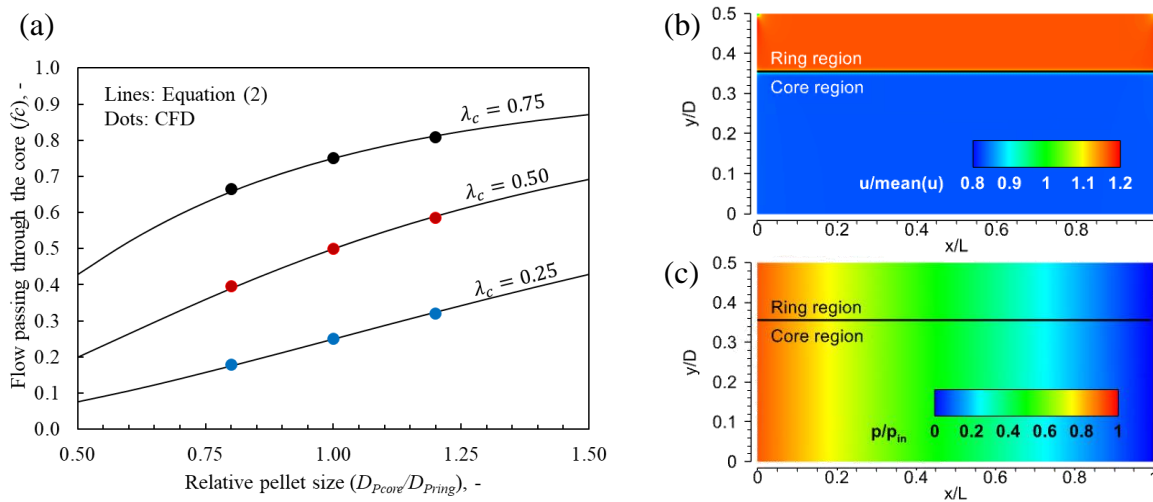 (a)
1.0
0.9
0.8
0.7
0.6
0.5
0.4
0.3
0.2
0.1
0.0
Flow passing through the core (fc), -
Lines: Equation (2)
Dots: CFD
λc = 0.75
λc = 0.50
λc = 0.25
0.50 0.75 1.00 1.25 1.50
Relative pellet size (DPcore/DPring), -
(b)
0.5
0.4
0.3
0.2
0.1
0
y/D
Ring region
Core region
u/mean(u) 0.8 0.9 1 1.1 1.2
0.2 0.4 0.6 0.8 1
x/L
(c)
0.5
0.4
0.3
0.2
0.1
0
y/D
Ring region
Core region
p/pin 0 0.2 0.4 0.6 0.8 1
0.2 0.4 0.6 0.8
x/L